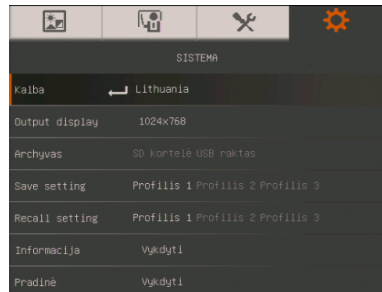 SISTEMA
Kalba Lithuania
Output display 1024x768
Archyvas SD kortelė USB raktas
Save setting Profilis 1 Profilis 2 Profilis 3
Recall setting Profilis 1 Profilis 2 Profilis 3
Informacija Vykdyti
Pradinė Vykdyti